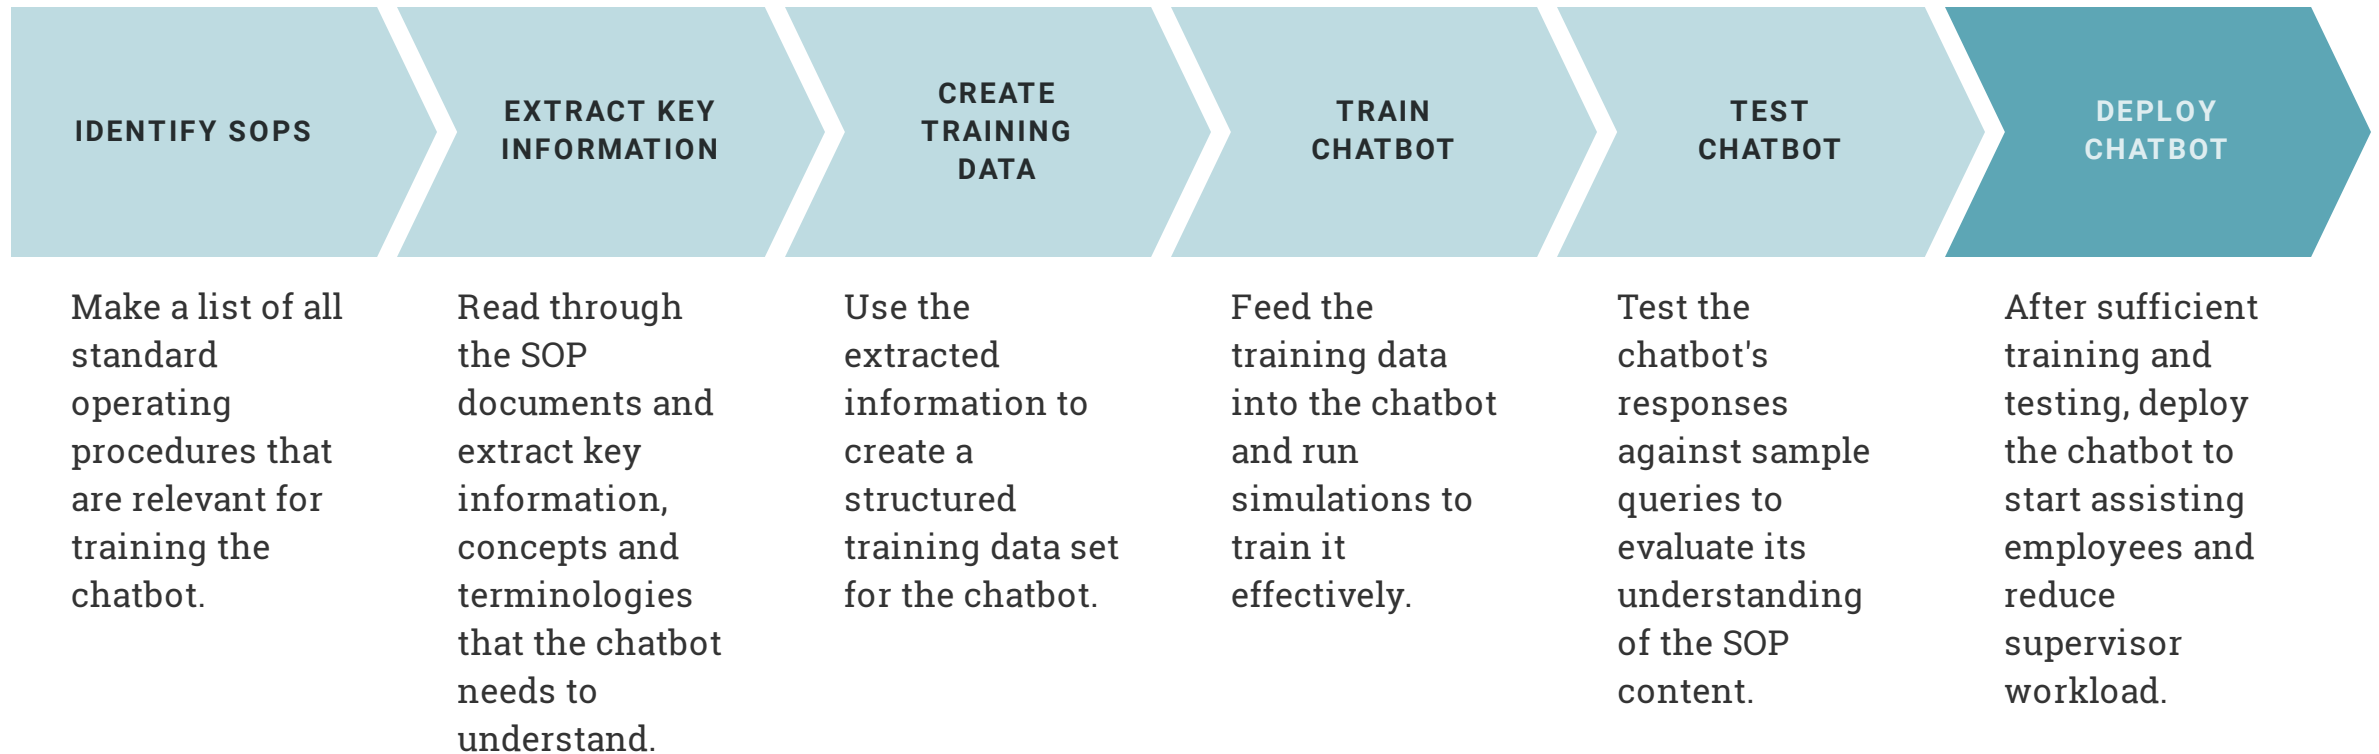 IDENTIFY SOPS
Make a list of all
standard
operating
procedures that
are relevant for
training the
chatbot.
EXTRACT KEY
INFORMATION
Read through
the SOP
documents and
extract key
information,
concepts and
terminologies
that the chatbot
needs to
understand.
CREATE
TRAINING
DATA
Use the
extracted
information to
create a
structured
training data set
for the chatbot.
TRAIN
CHATBOT
Feed the
training data
into the chatbot
and run
simulations to
train it
effectively.
TEST
CHATBOT
Test the
chatbot's
responses
against sample
queries to
evaluate its
understanding
of the SOP
content.
DEPLOY
CHATBOT
After sufficient
training and
testing, deploy
the chatbot to
start assisting
employees and
reduce
supervisor
workload.